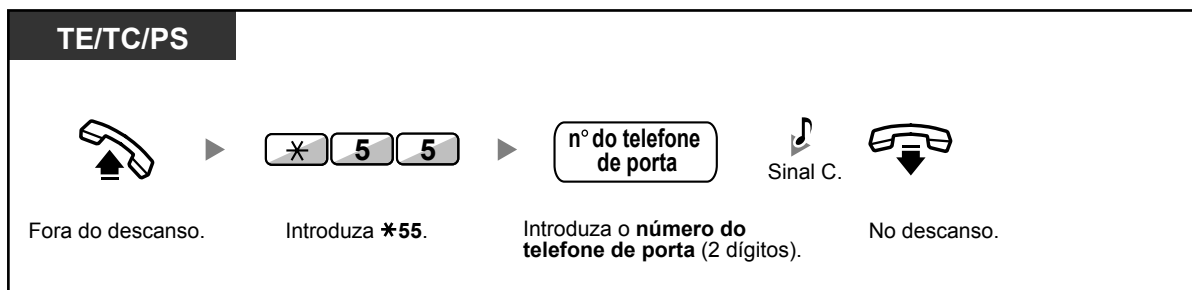 TE/TC/PS
✳ 5 5
n° do telefone
de porta
Sinal C.
Fora do descanso.
Introduza ✳55.
Introduza o número do
telefone de porta (2 dígitos).
No descanso.